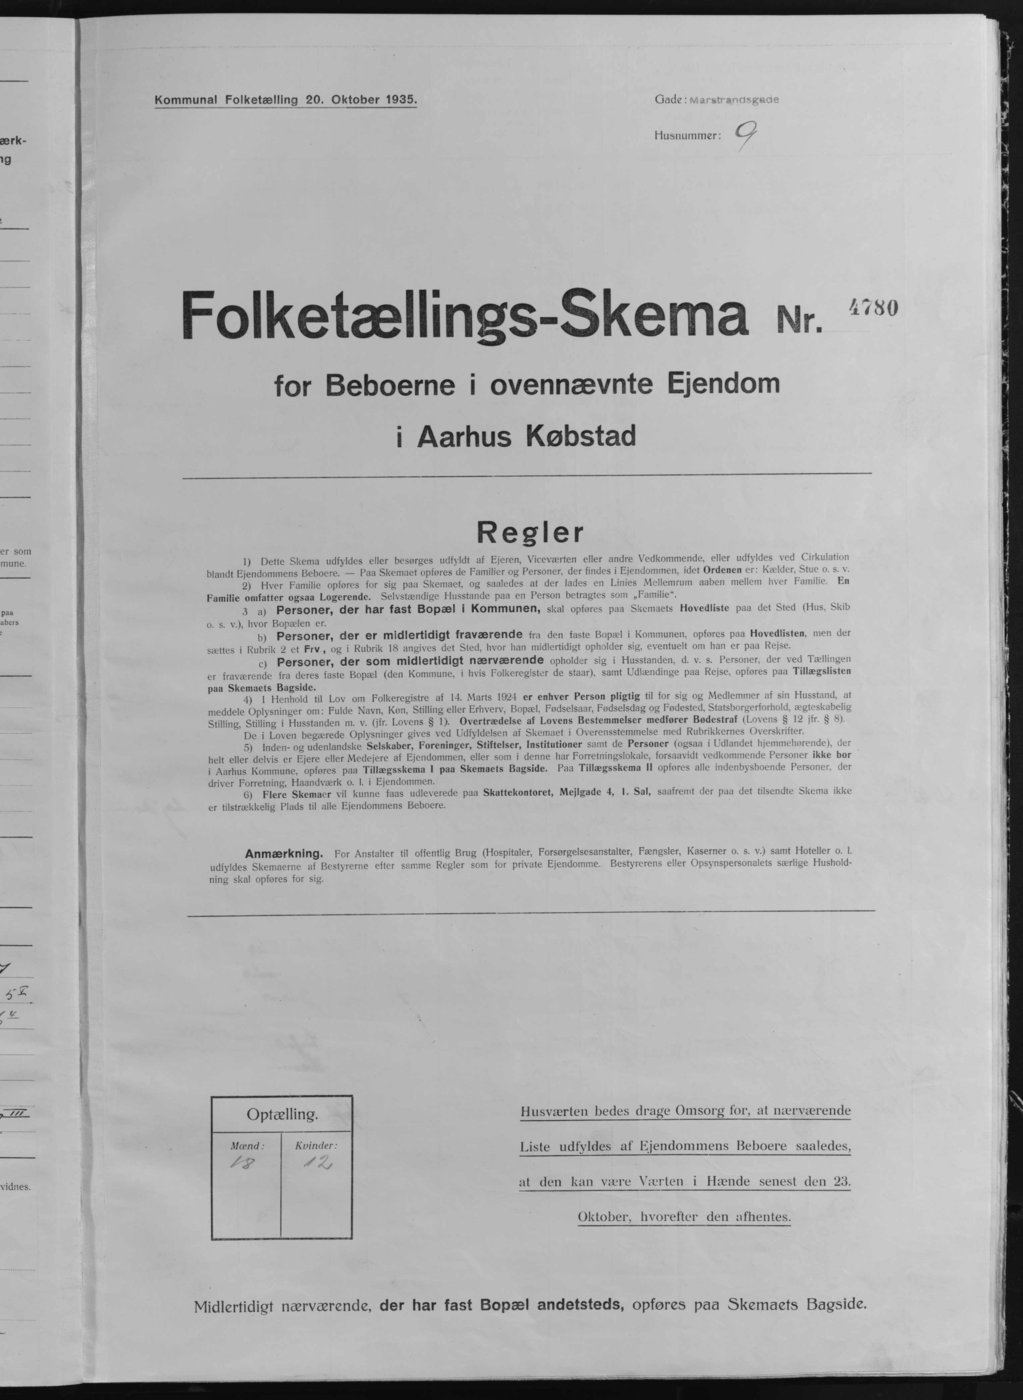 Kommunal Folketælling 20. Oktober 1935.
Gade: Marstrandsgade
Husnummer: 9
Folketællings-Skema Nr. 4780
for Beboerne i ovennævnte Ejendom
i Aarhus Købstad
Regler
1) Dette Skema udfyldes eller besørges udfyldt af Ejeren, Viceværten eller andre Vedkommende, eller udfyldes ved Cirkulation
blandt Ejendommens Beboere. — Paa Skemaet opføres de Familier og Personer, der findes i Ejendommen, idet Ordenen er: Kælder, Stue o. s. v.
2) Hver Familie opføres for sig paa Skemaet, og saaledes at der lades en Linies Mellemrum aaben mellem hver Familie. En
Familie omfatter ogsaa Logerende. Selvstændige Husstande paa en Person betragtes som „Familie".
3 a) Personer, der har fast Bopæl i Kommunen, skal opføres paa Skemaets Hovedliste paa det Sted (Hus, Skib
o. s. v.), hvor Bopælen er.
b) Personer, der er midlertidigt fraværende fra den faste Bopæl i Kommunen, opføres paa Hovedlisten, men der
sættes i Rubrik 2 et Frv, og i Rubrik 18 angives det Sted, hvor han midlertidigt opholder sig, eventuelt om han er paa Rejse.
c) Personer, der som midlertidigt nærværende opholder sig i Husstanden, d. v. s. Personer, der ved Tællingen
er fraværende fra deres faste Bopæl (den Kommune, i hvis Folkeregister de staar), samt Udlændinge paa Rejse, opføres paa Tillægslisten
paa Skemaets Bagside.
4) I Henhold til Lov om Folkeregistre af 14. Marts 1924 er enhver Person pligtig til for sig og Medlemmer af sin Husstand, at
meddele Oplysninger om: Fulde Navn, Køn, Stilling eller Erhverv, Bopæl, Fødselsaar, Fødselsdag og Fødested, Statsborgerforhold, ægteskabelig
Stilling, Stilling i Husstanden m. v. (jfr. Lovens § 1). Overtrædelse af Lovens Bestemmelser medfører Bødestraf (Lovens § 12 jfr. § 8).
De i Loven begærede Oplysninger gives ved Udfyldelsen af Skemaet i Overensstemmelse med Rubrikkernes Overskrifter.
5) Inden- og udenlandske Selskaber, Foreninger, Stiftelser, Institutioner samt de Personer (ogsaa i Udlandet hjemmehørende), der
helt eller delvis er Ejere eller Medejere af Ejendommen, eller som i denne har Forretningslokale, forsaavidt vedkommende Personer ikke bor
i Aarhus Kommune, opføres paa Tillægsskema I paa Skemaets Bagside. Paa Tillægsskema II opføres alle indenbysboende Personer, der
driver Forretning, Haandværk o. l. i Ejendommen.
6) Flere Skemaer vil kunne faas udleverede paa Skattekontoret, Mejlgade 4, 1. Sal, saafremt der paa det tilsendte Skema ikke
er tilstrækkelig Plads til alle Ejendommens Beboere.
Anmærkning. For Anstalter til offentlig Brug (Hospitaler, Forsørgelsesanstalter, Fængsler, Kaserner o. s. v.) samt Hoteller o. l.
udfyldes Skemaerne af Bestyrerne efter samme Regler som for private Ejendomme. Bestyrerens eller Opsynspersonalets særlige Hushold-
ning skal opføres for sig.
Optælling.
Mænd: Kvinder:
18 12
Husværten bedes drage Omsorg for, at nærværende
Liste udfyldes af Ejendommens Beboere saaledes,
at den kan være Værten i Hænde senest den 23.
Oktober, hvorefter den afhentes.
Midlertidigt nærværende, der har fast Bopæl andetsteds, opføres paa Skemaets Bagside.